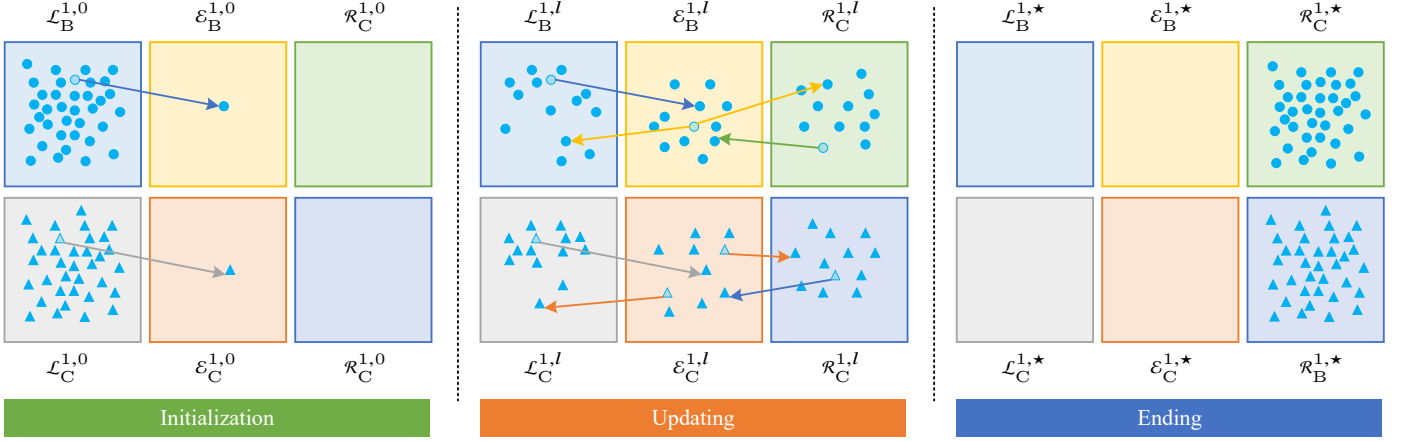 ℒ_B^{1,0} ℰ_B^{1,0} ℛ_C^{1,0} ℒ_B^{1,l} ℰ_B^{1,l} ℛ_C^{1,l} ℒ_B^{1,★} ℰ_B^{1,★} ℛ_C^{1,★}
ℒ_C^{1,0} ℰ_C^{1,0} ℛ_C^{1,0} ℒ_C^{1,l} ℰ_C^{1,l} ℛ_C^{1,l} ℒ_C^{1,★} ℰ_C^{1,★} ℛ_B^{1,★}
Initialization Updating Ending